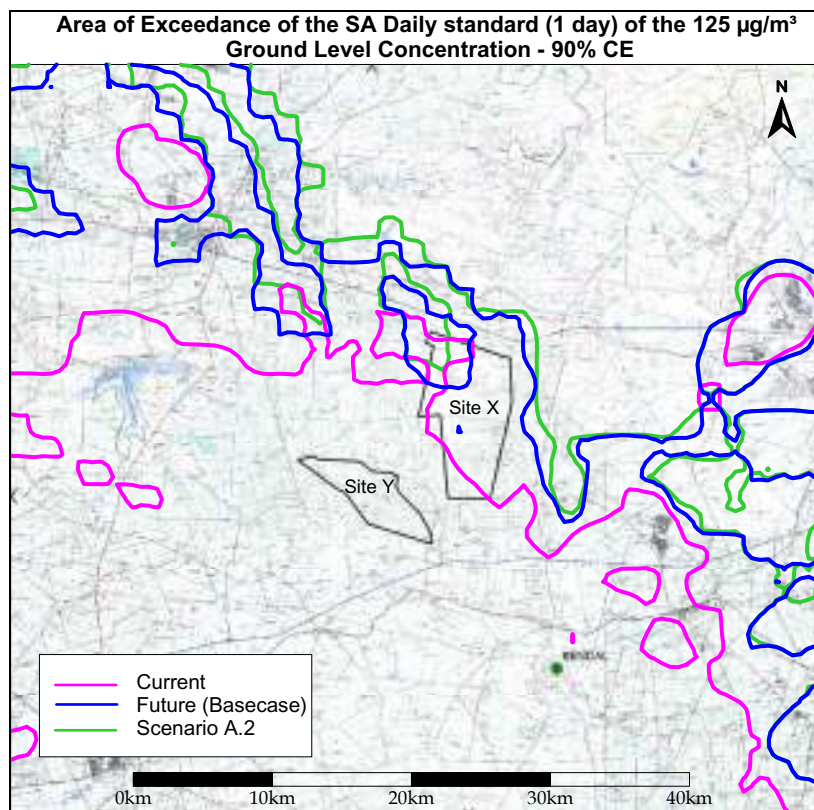 Area of Exceedance of the SA Daily standard (1 day) of the 125 µg/m³
Ground Level Concentration - 90% CE
N
Site X
Site Y
Current
Future (Basecase)
Scenario A.2
0km 10km 20km 30km 40km